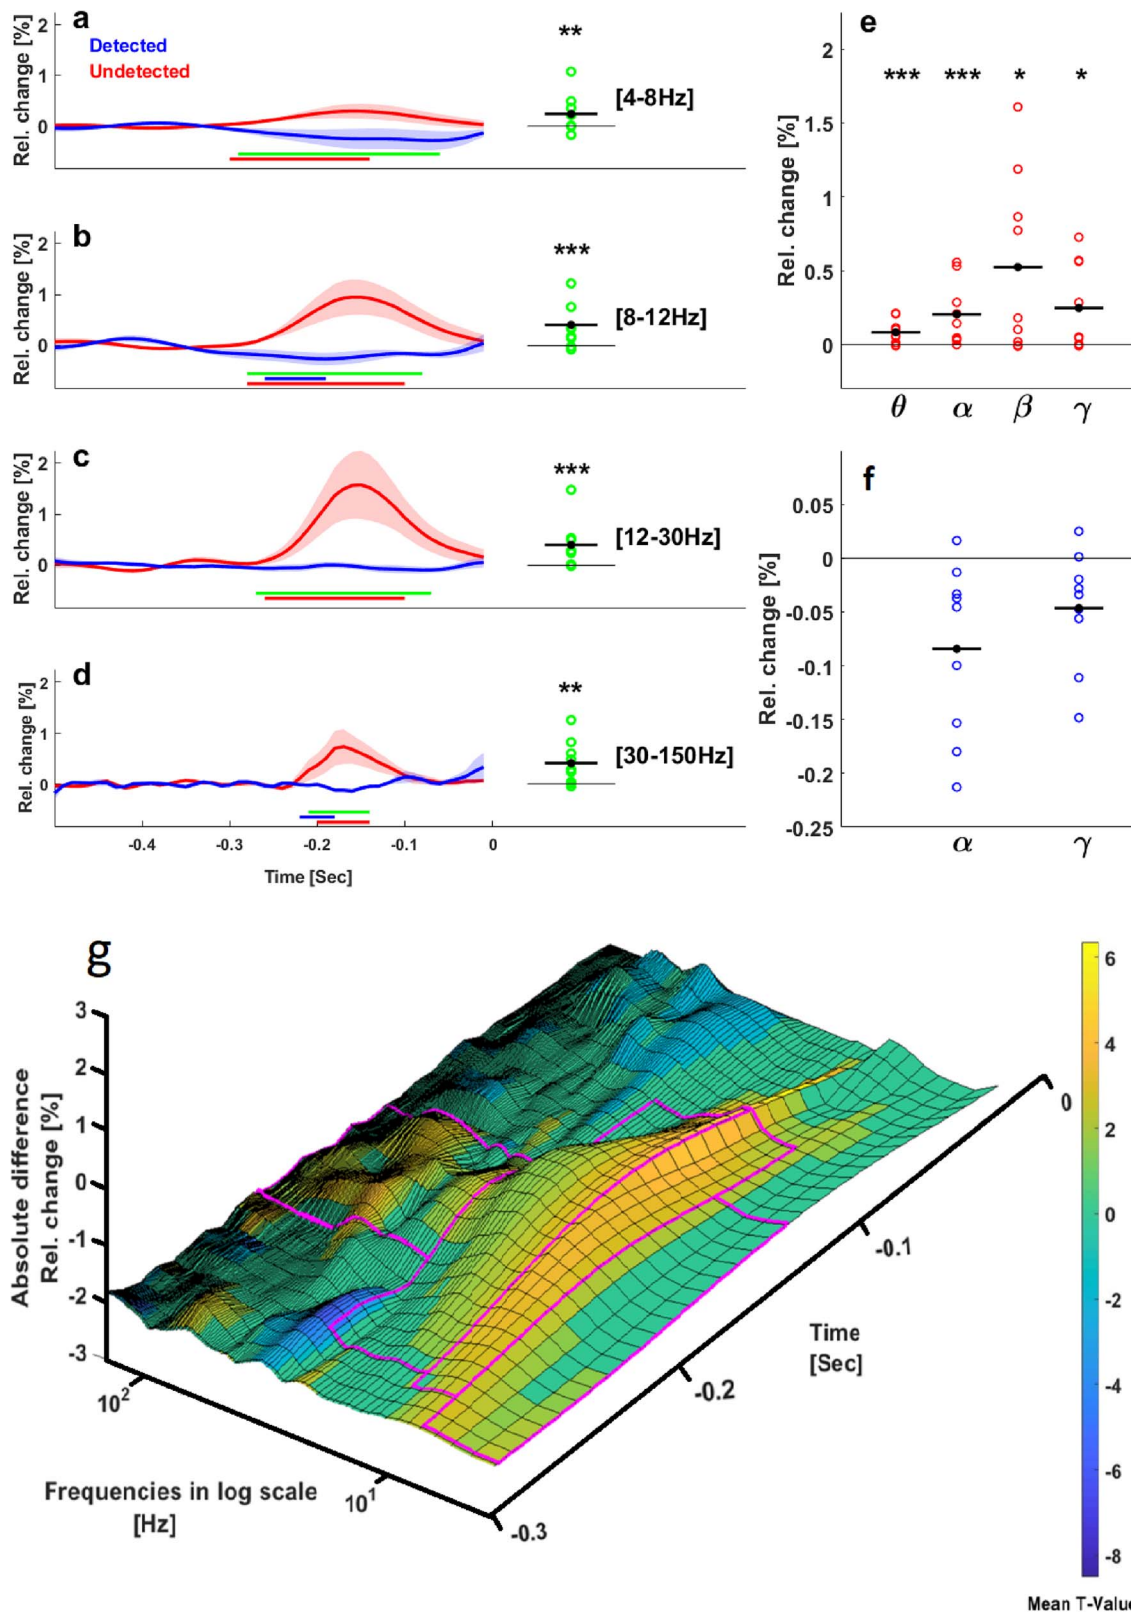 a
Rel. change [%]
2
1
0
Detected
Undetected
**
[4-8Hz]
b
Rel. change [%]
2
1
0
***
[8-12Hz]
c
Rel. change [%]
2
1
0
***
[12-30Hz]
d
Rel. change [%]
2
1
0
**
[30-150Hz]
-0.4 -0.3 -0.2 -0.1 0
Time [Sec]
e
Rel. change [%]
2
1.5
1
0.5
0
*** *** * *
θ α β γ
f
Rel. change [%]
0.05
0
-0.05
-0.1
-0.15
-0.2
-0.25
α γ
g
Absolute difference
Rel. change [%]
3
2
1
0
-1
-2
-3
10²
10¹
Frequencies in log scale
[Hz]
-0.3
-0.2
-0.1
0
Time
[Sec]
6
4
2
0
-2
-4
-6
-8
Mean T-Value